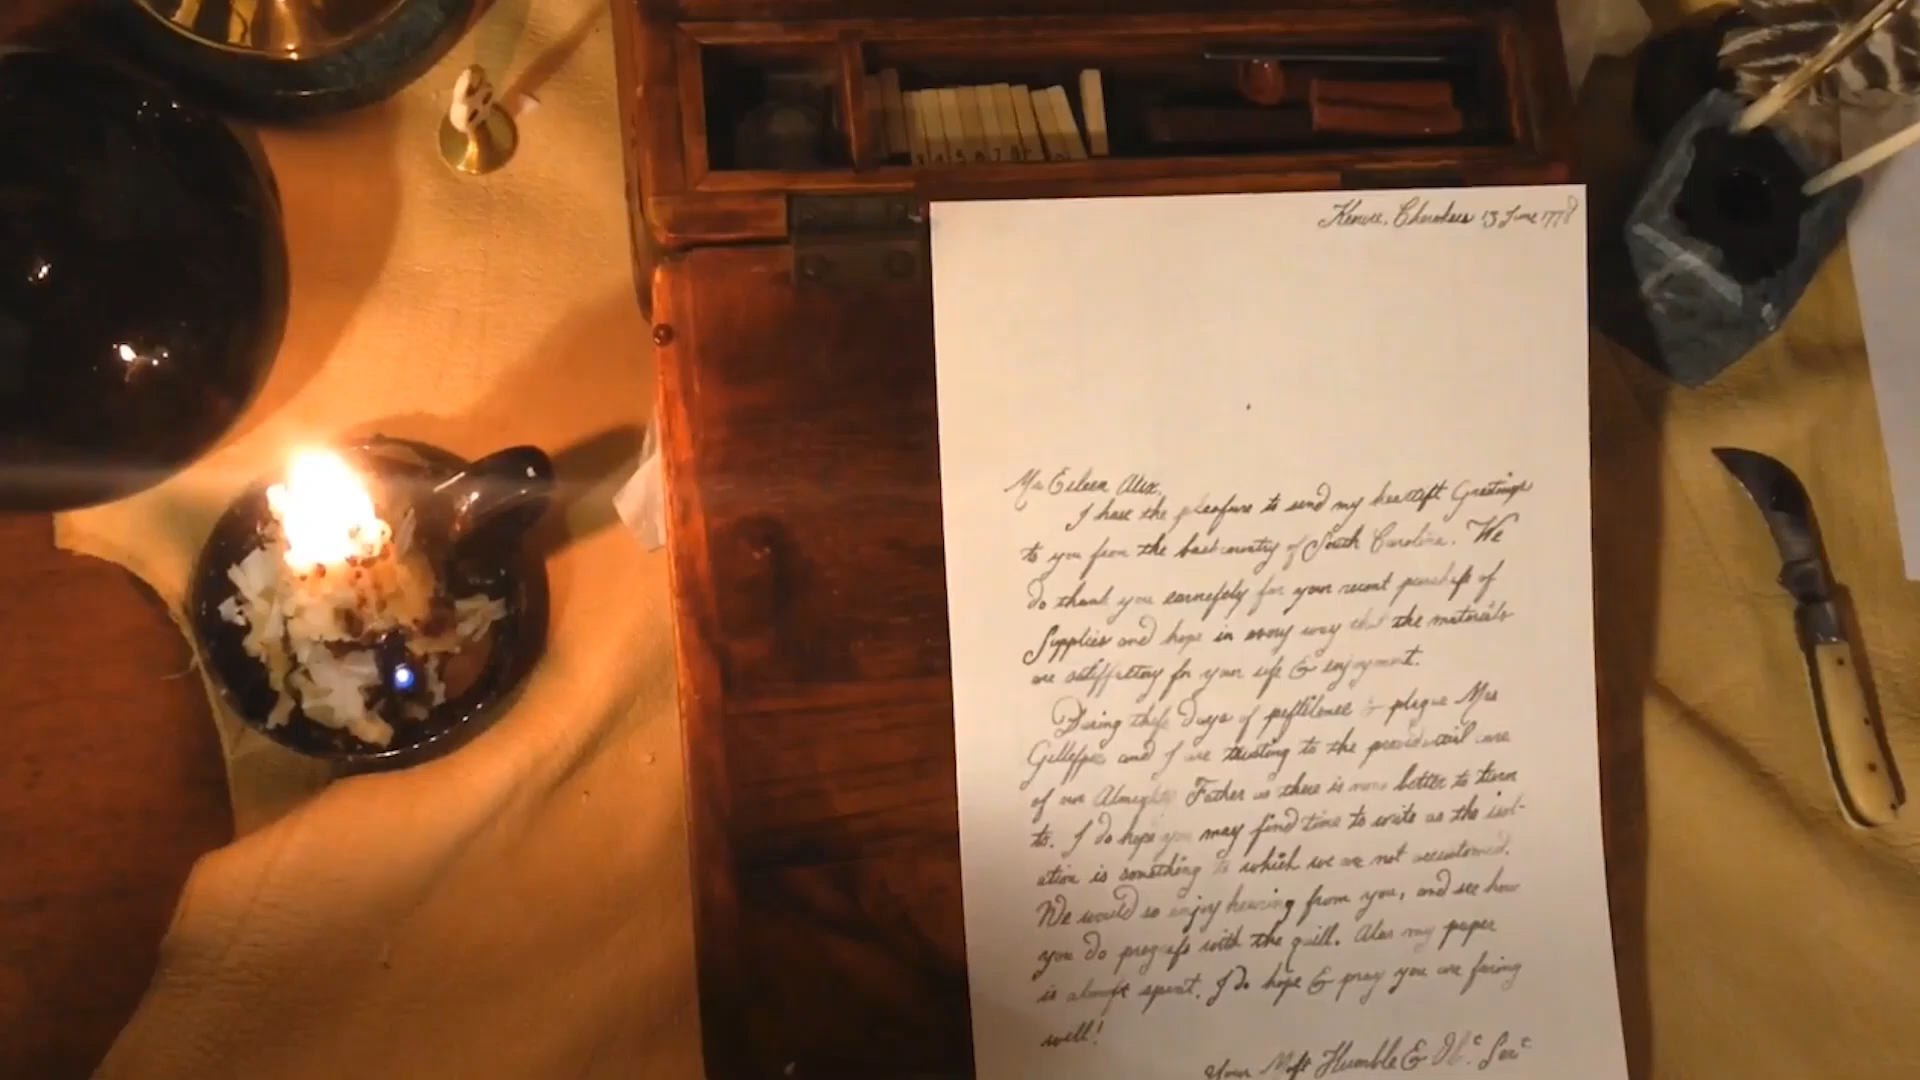 Keowee, Cherokees 13 June 1778
Ms Eileen Alix,
I have the pleasure to send my heartfelt Greetings
to you from the backcountry of South Carolina. We
do thank you earnestly for your recent purchase of
Supplies and hope in every way that the materials
are satisfactory for your use & enjoyment.
During these Days of pestilence & plague Mrs
Gillespie and I are trusting to the providential care
of our Almighty Father as there is none better to turn
to. I do hope you may find time to write as the isol-
ation is something to which we are not accustomed.
We would so enjoy hearing from you, and see how
you do progress with the quill. Alas my paper
is almost spent. I do hope & pray you are faring
well!
Your Most Humble & Obt. Servt